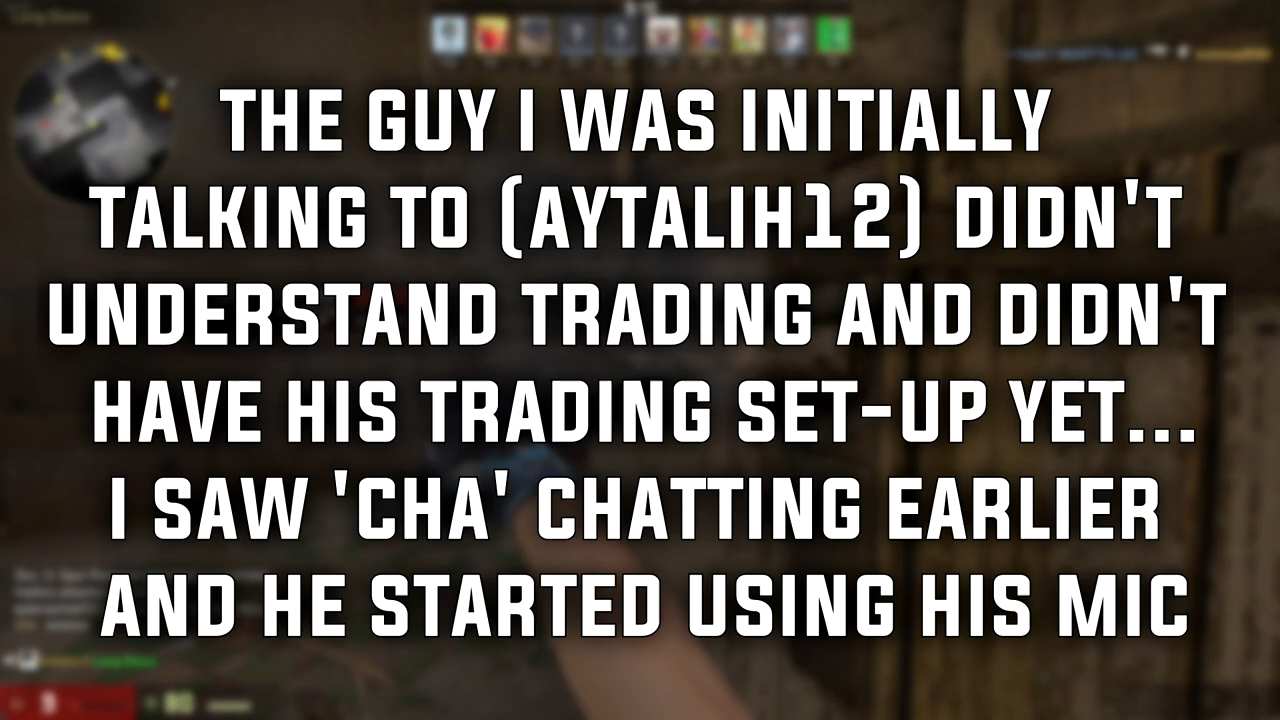 THE GUY I WAS INITIALLY
TALKING TO (AYTALIH12) DIDN'T
UNDERSTAND TRADING AND DIDN'T
HAVE HIS TRADING SET-UP YET...
I SAW 'CHA' CHATTING EARLIER
AND HE STARTED USING HIS MIC